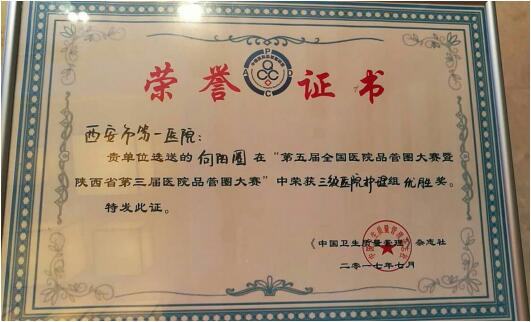 荣誉证书
西安市第一医院：
贵单位选送的向阳圈在“第五届全国医院品管圈大赛暨
陕西省第三届医院品管圈大赛”中荣获三级医院护理组优胜奖。
特发此证。
《中国卫生质量管理》杂志社
二〇一七年七月